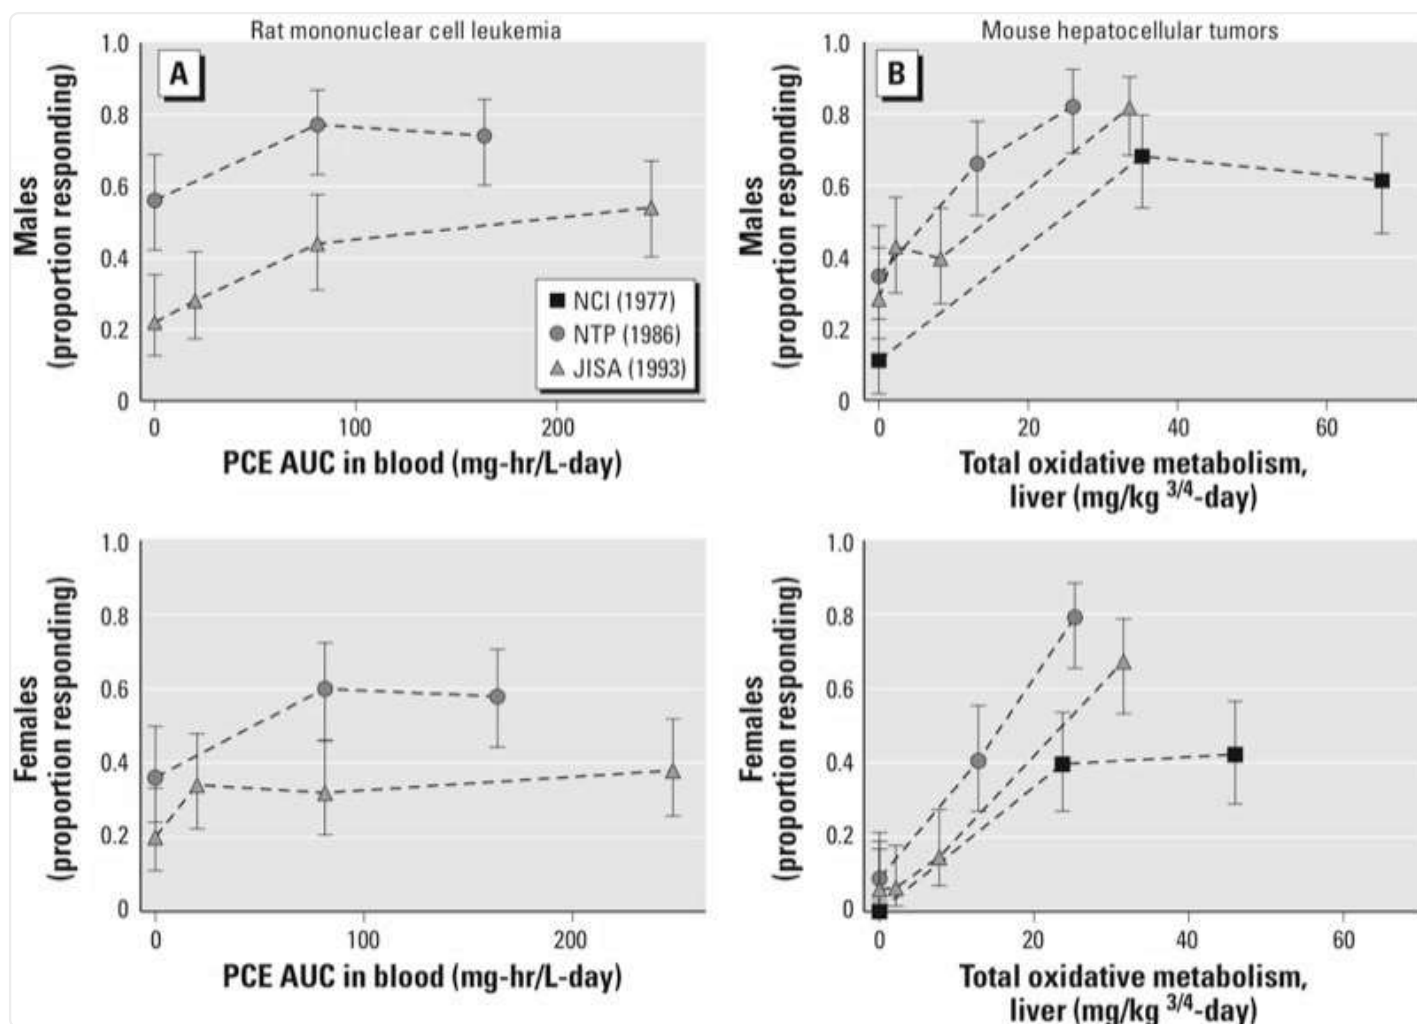 Rat mononuclear cell leukemia
A
Males
(proportion responding)
1.0
0.8
0.6
0.4
0.2
0
0
100
200
PCE AUC in blood (mg-hr/L-day)
NCI (1977)
NTP (1986)
JISA (1993)
Mouse hepatocellular tumors
B
Males
(proportion responding)
1.0
0.8
0.6
0.4
0.2
0
0
20
40
60
Total oxidative metabolism,
liver (mg/kg 3/4-day)
Females
(proportion responding)
1.0
0.8
0.6
0.4
0.2
0
0
100
200
PCE AUC in blood (mg-hr/L-day)
Females
(proportion responding)
1.0
0.8
0.6
0.4
0.2
0
0
20
40
60
Total oxidative metabolism,
liver (mg/kg 3/4-day)